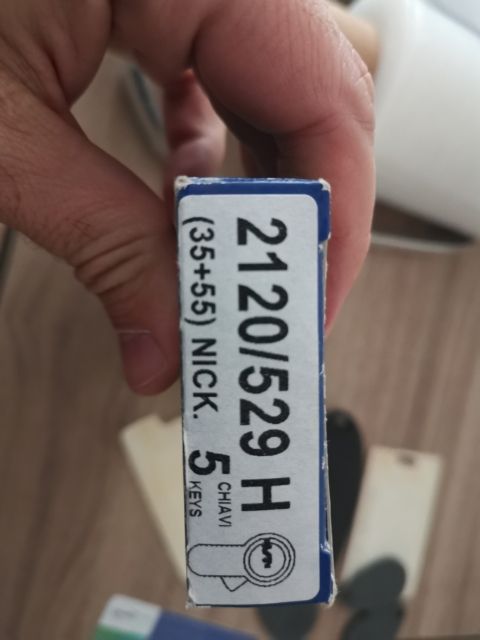 2120/529 H
(35+55) NICK.
5 CHIAVI
KEYS